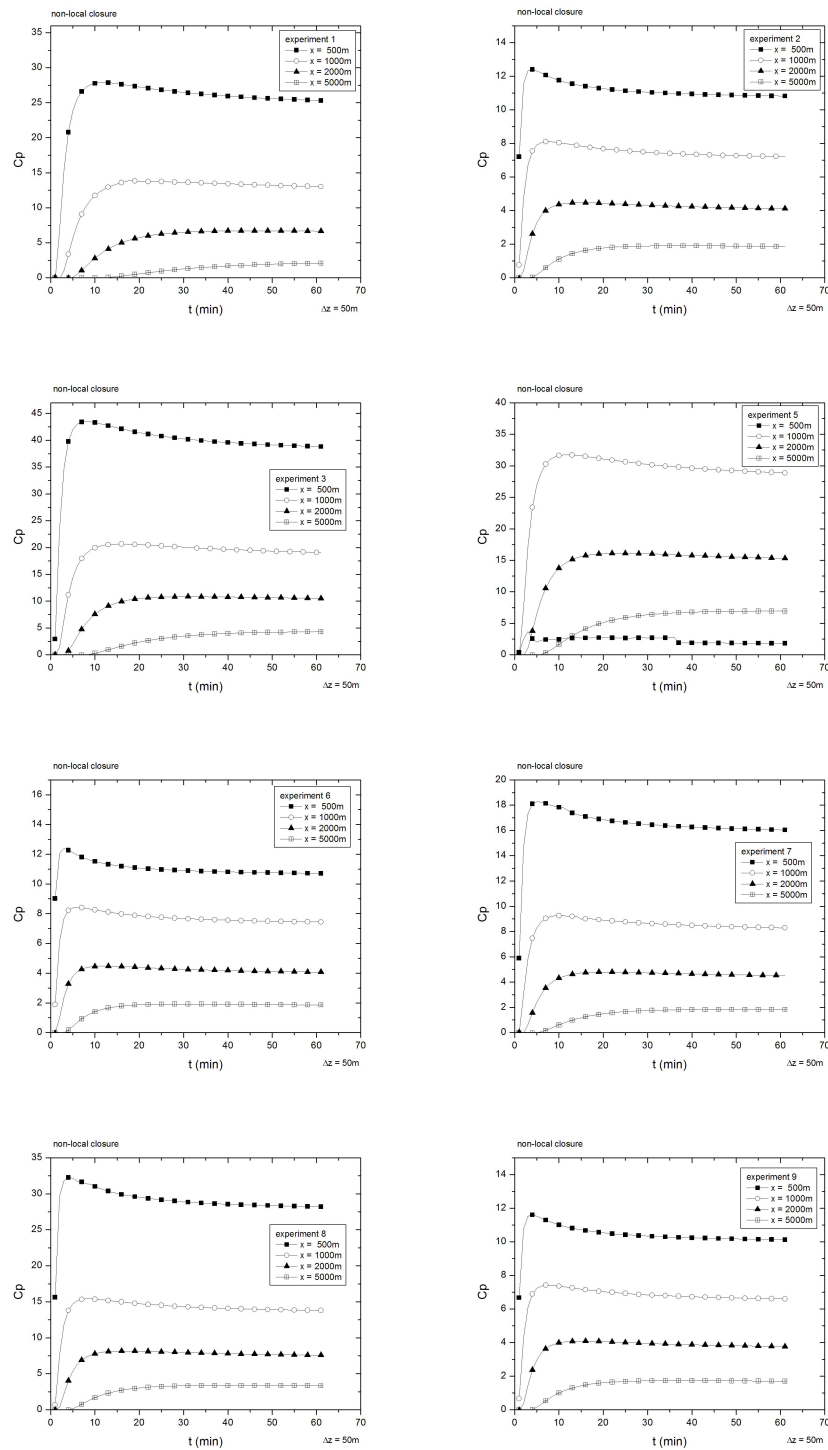 non-local closure
experiment 1
x = 500m
x = 1000m
x = 2000m
x = 5000m
35
30
25
20
15
10
5
0
Cp
0 10 20 30 40 50 60 70
t (min)
Δz = 50m
non-local closure
experiment 2
x = 500m
x = 1000m
x = 2000m
x = 5000m
14
12
10
8
6
4
2
0
Cp
0 10 20 30 40 50 60 70
t (min)
Δz = 50m
non-local closure
experiment 3
x = 500m
x = 1000m
x = 2000m
x = 5000m
45
40
35
30
25
20
15
10
5
0
Cp
0 10 20 30 40 50 60 70
t (min)
Δz = 50m
non-local closure
experiment 5
x = 500m
x = 1000m
x = 2000m
x = 5000m
40
35
30
25
20
15
10
5
0
Cp
0 10 20 30 40 50 60 70
t (min)
Δz = 50m
non-local closure
experiment 6
x = 500m
x = 1000m
x = 2000m
x = 5000m
16
14
12
10
8
6
4
2
0
Cp
0 10 20 30 40 50 60 70
t (min)
Δz = 50m
non-local closure
experiment 7
x = 500m
x = 1000m
x = 2000m
x = 5000m
20
18
16
14
12
10
8
6
4
2
0
Cp
0 10 20 30 40 50 60 70
t (min)
Δz = 50m
non-local closure
experiment 8
x = 500m
x = 1000m
x = 2000m
x = 5000m
35
30
25
20
15
10
5
0
Cp
0 10 20 30 40 50 60 70
t (min)
Δz = 50m
non-local closure
experiment 9
x = 500m
x = 1000m
x = 2000m
x = 5000m
14
12
10
8
6
4
2
0
Cp
0 10 20 30 40 50 60 70
t (min)
Δz = 50m